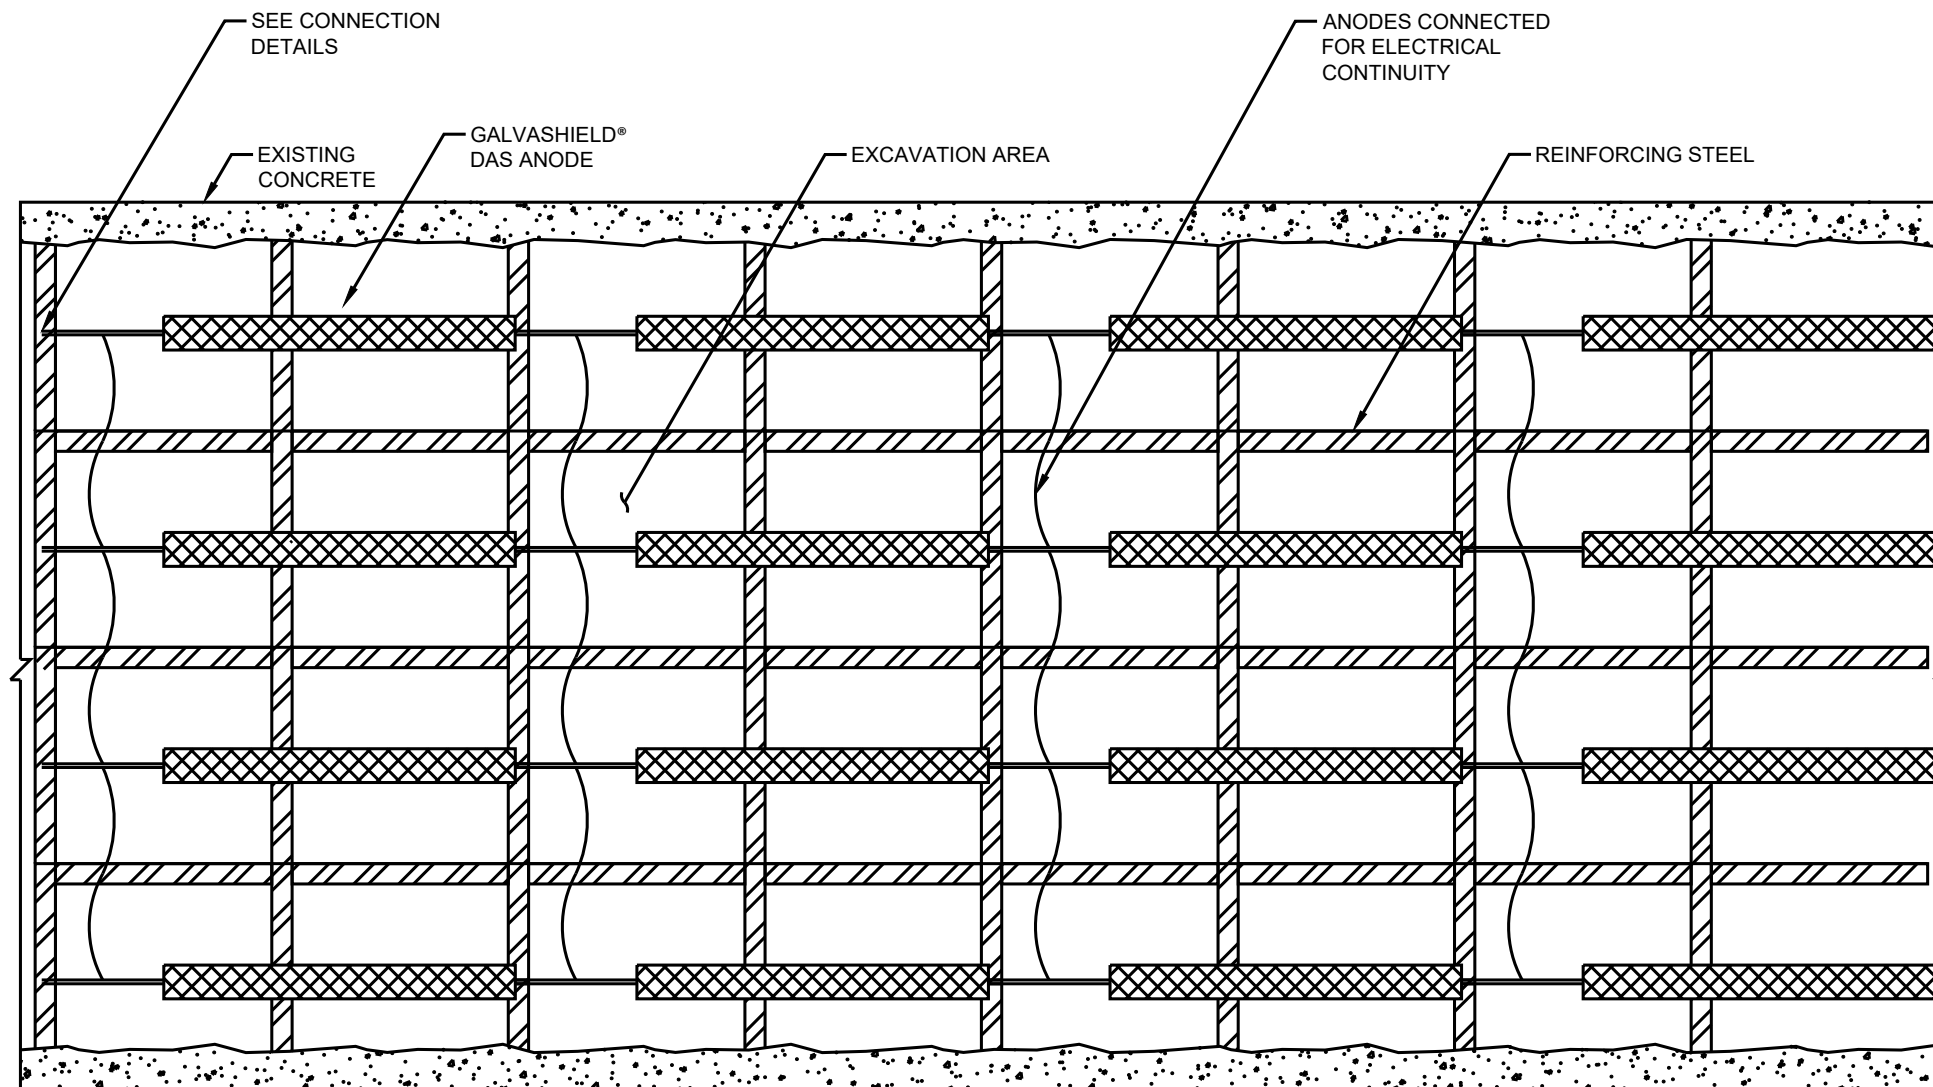 SEE CONNECTION
DETAILS
ANODES CONNECTED
FOR ELECTRICAL
CONTINUITY
GALVASHIELD®
DAS ANODE
EXISTING
CONCRETE
EXCAVATION AREA
REINFORCING STEEL